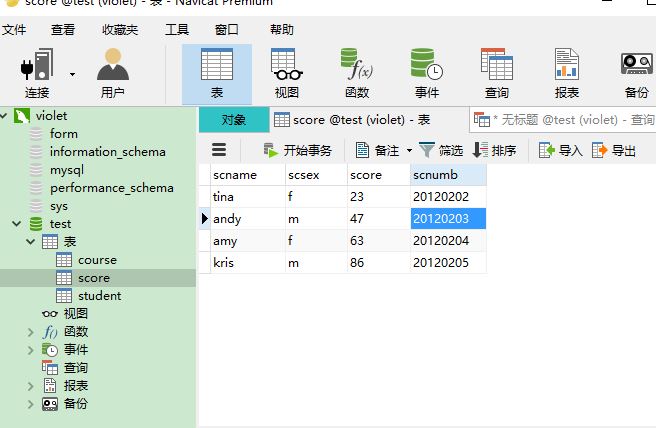 score @test (violet) - 表 - Navicat Premium
文件 查看 收藏夹 工具 窗口 帮助
连接 用户 表 视图 f(x) 函数 事件 查询 报表 备份
violet
form
information_schema
mysql
performance_schema
sys
test
表
course
score
student
视图
f() 函数
事件
查询
报表
备份
对象 score @test (violet) - 表 * 无标题 @test (violet) - 查询
开始事务 备注 筛选 排序 导入 导出
scname scsex score scnumb
tina f 23 20120202
andy m 47 20120203
amy f 63 20120204
kris m 86 20120205